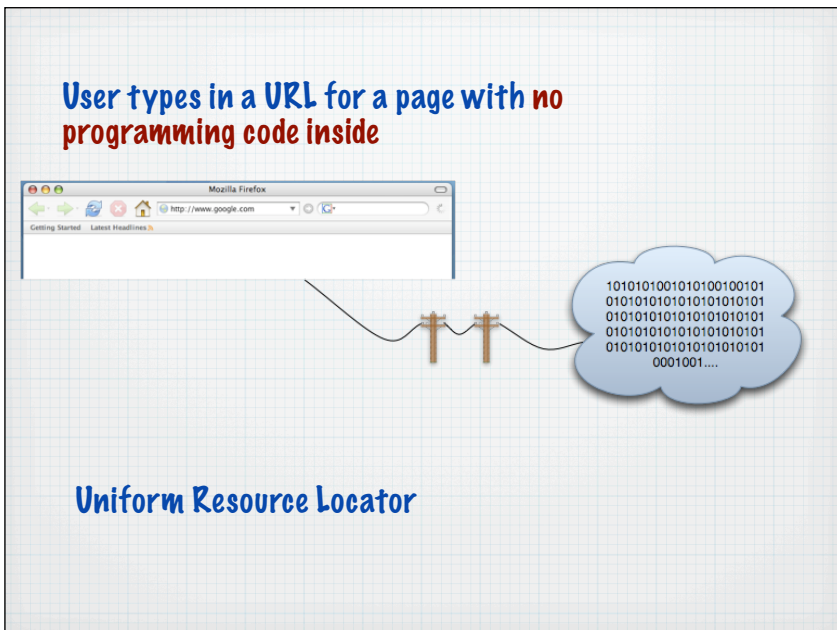 User types in a URL for a page with no
programming code inside
Mozilla Firefox
http://www.google.com
G
Getting Started Latest Headlines
1010101001010100100101
0101010101010101010101
0101010101010101010101
0101010101010101010101
0101010101010101010101
0001001....
Uniform Resource Locator